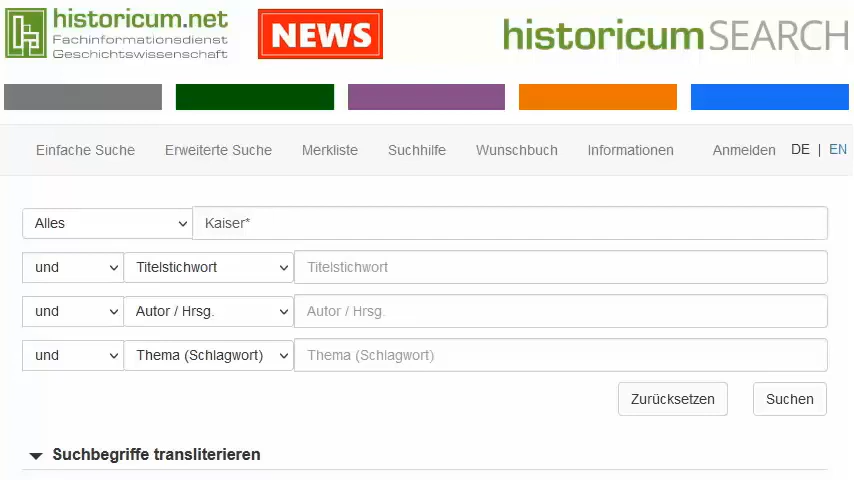 historicum.net
Fachinformationsdienst
Geschichtswissenschaft
NEWS
historicumSEARCH
Einfache Suche Erweiterte Suche Merkliste Suchhilfe Wunschbuch Informationen Anmelden DE | EN
Alles Kaiser*
und Titelstichwort Titelstichwort
und Autor / Hrsg. Autor / Hrsg.
und Thema (Schlagwort) Thema (Schlagwort)
Zurücksetzen Suchen
Suchbegriffe transliterieren